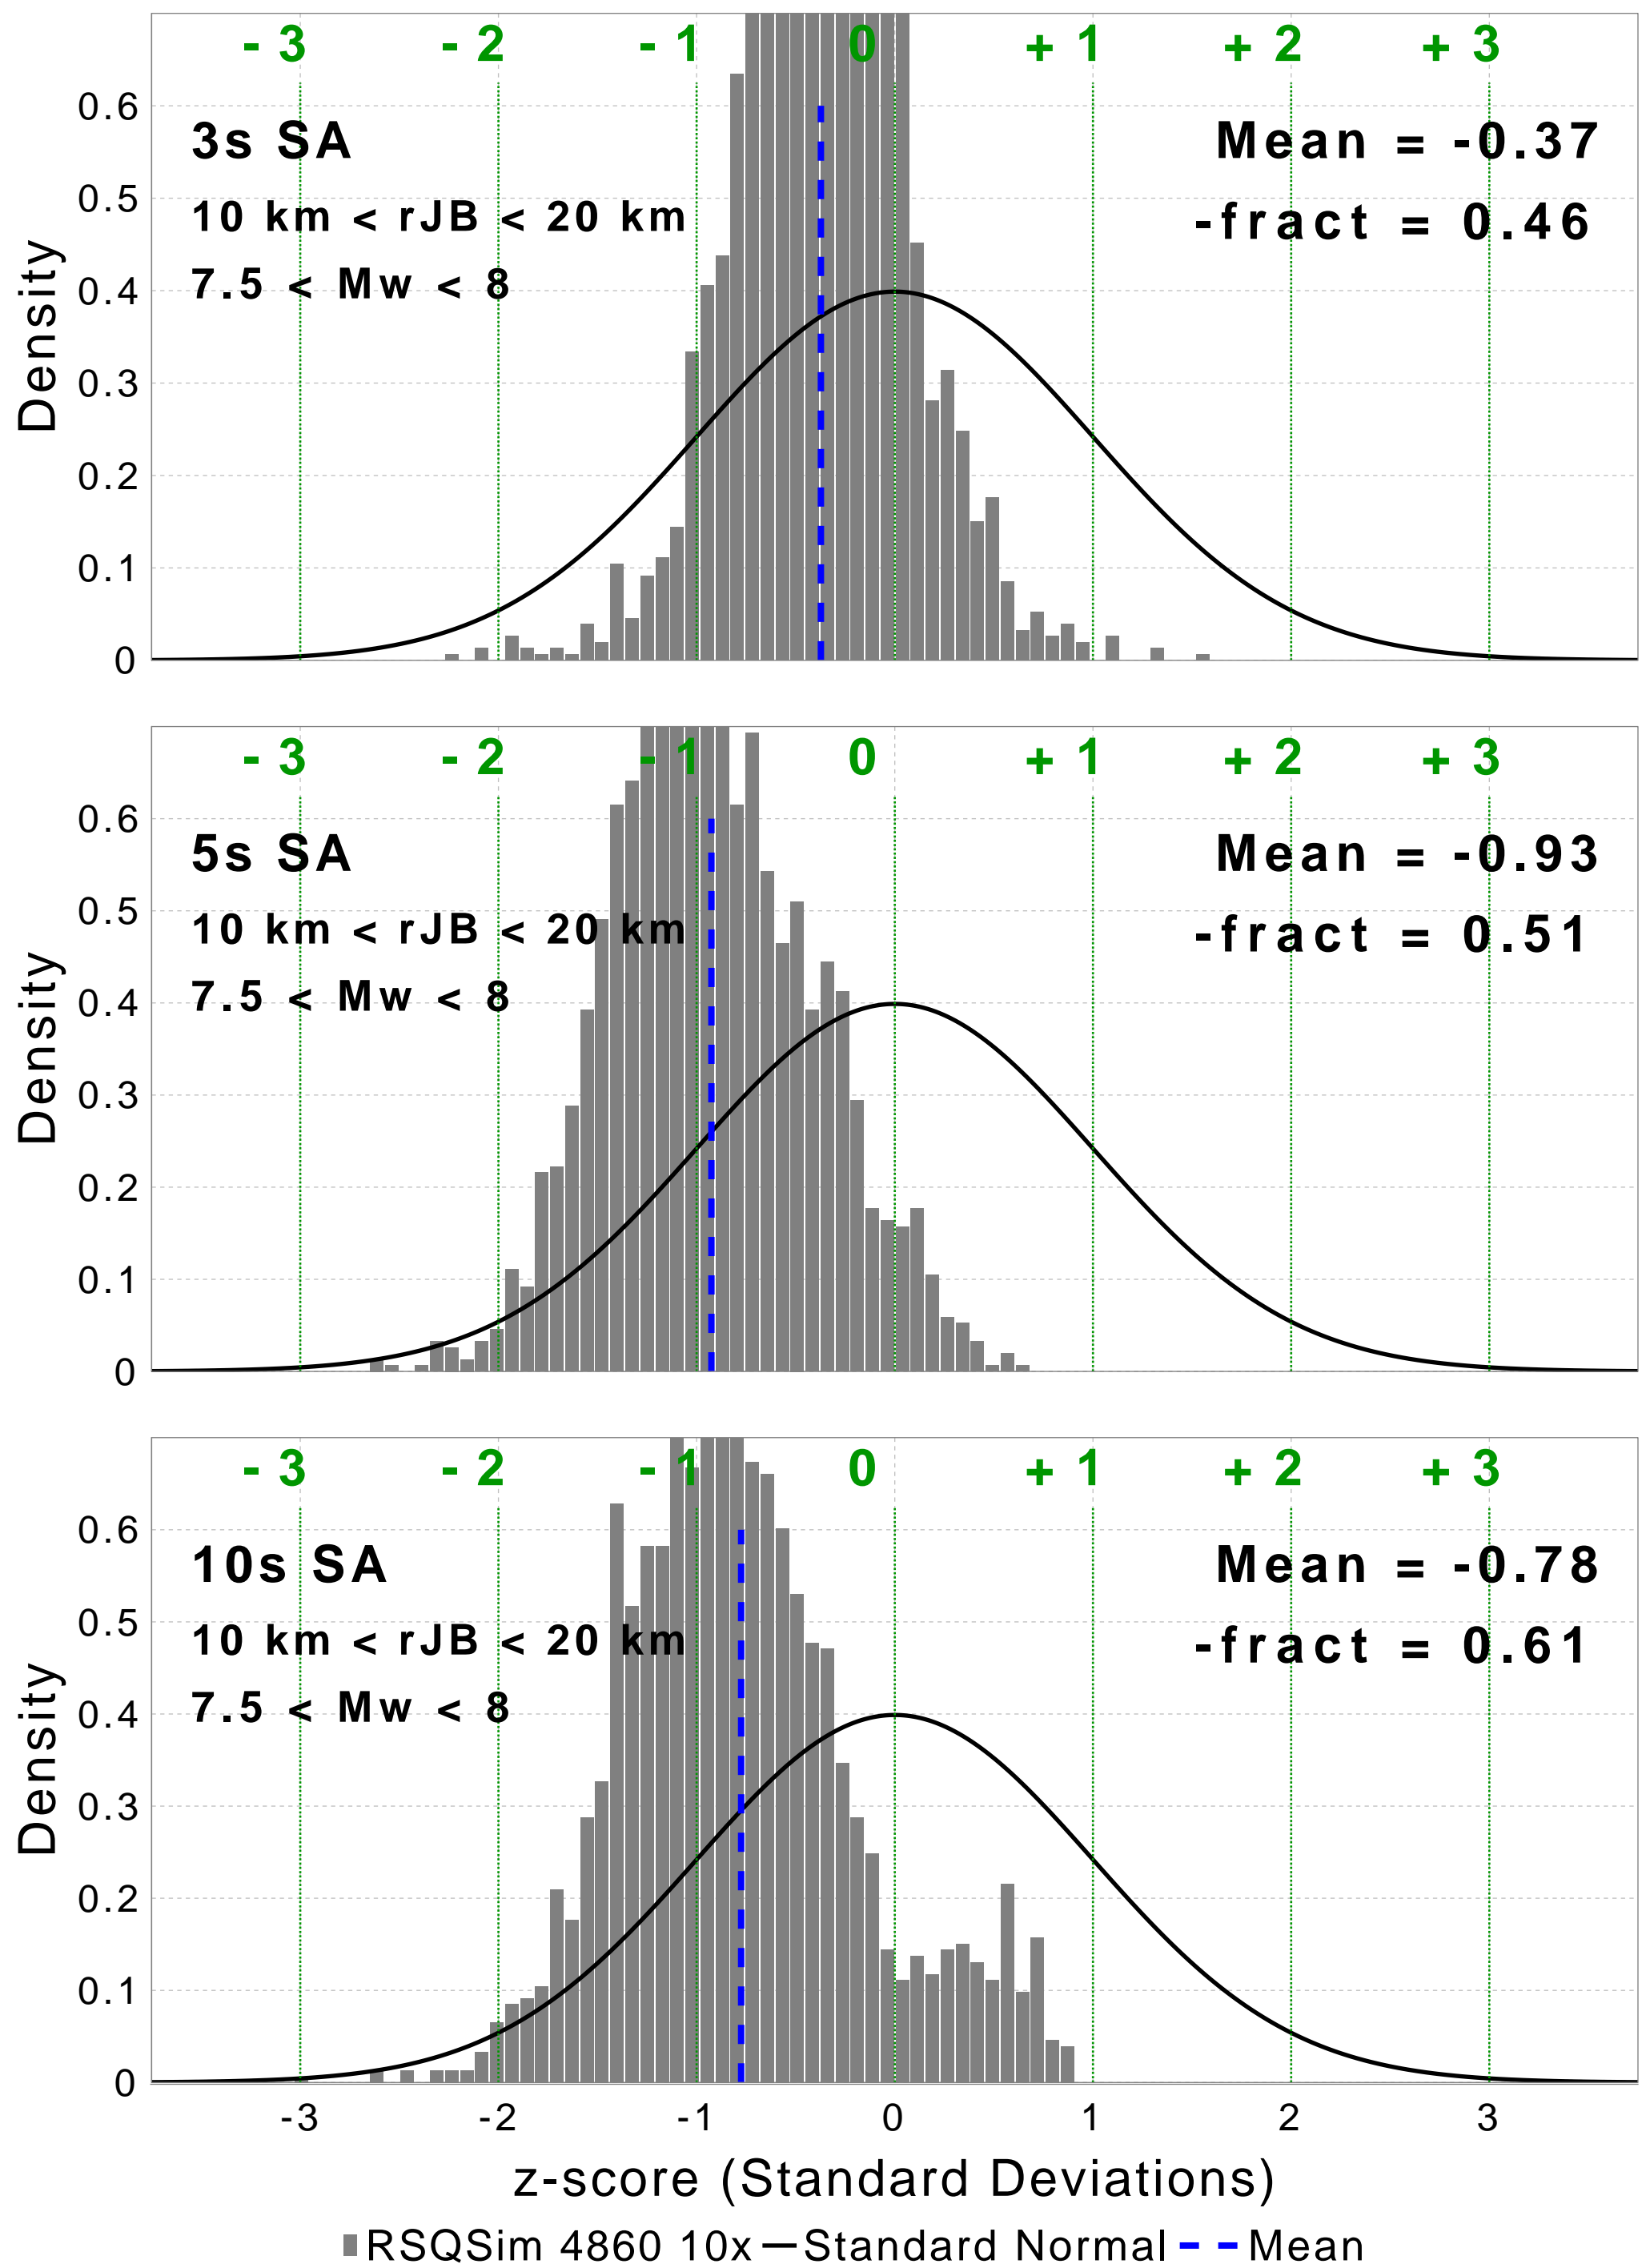 - 3 - 2 - 1 0 + 1 + 2 + 3
0.6
3s SA Mean = -0.37
0.5
10 km < rJB < 20 km -fract = 0.46
7.5 < Mw < 8
0.4
0.3
0.2
0.1
0
Density
- 3 - 2 - 1 0 + 1 + 2 + 3
0.6
5s SA Mean = -0.93
0.5
10 km < rJB < 20 km -fract = 0.51
7.5 < Mw < 8
0.4
0.3
0.2
0.1
0
Density
- 3 - 2 - 1 0 + 1 + 2 + 3
0.6
10s SA Mean = -0.78
0.5
10 km < rJB < 20 km -fract = 0.61
7.5 < Mw < 8
0.4
0.3
0.2
0.1
0
Density
-3 -2 -1 0 1 2 3
z-score (Standard Deviations)
RSQSim 4860 10x Standard Normal Mean